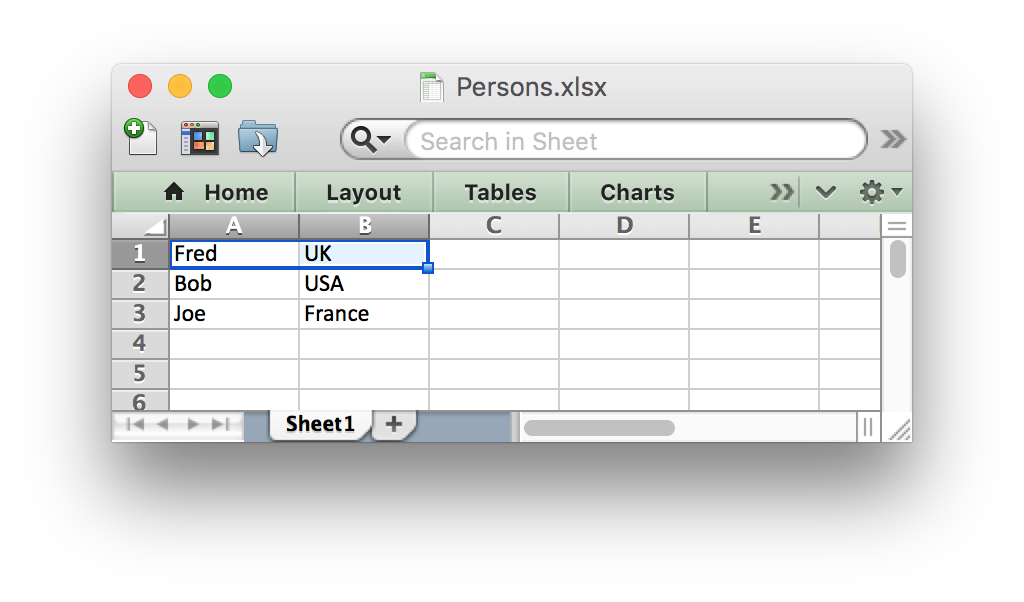 Persons.xlsx
Search in Sheet
Home Layout Tables Charts
A B C D E
1 Fred UK
2 Bob USA
3 Joe France
4
5
6
Sheet1 +